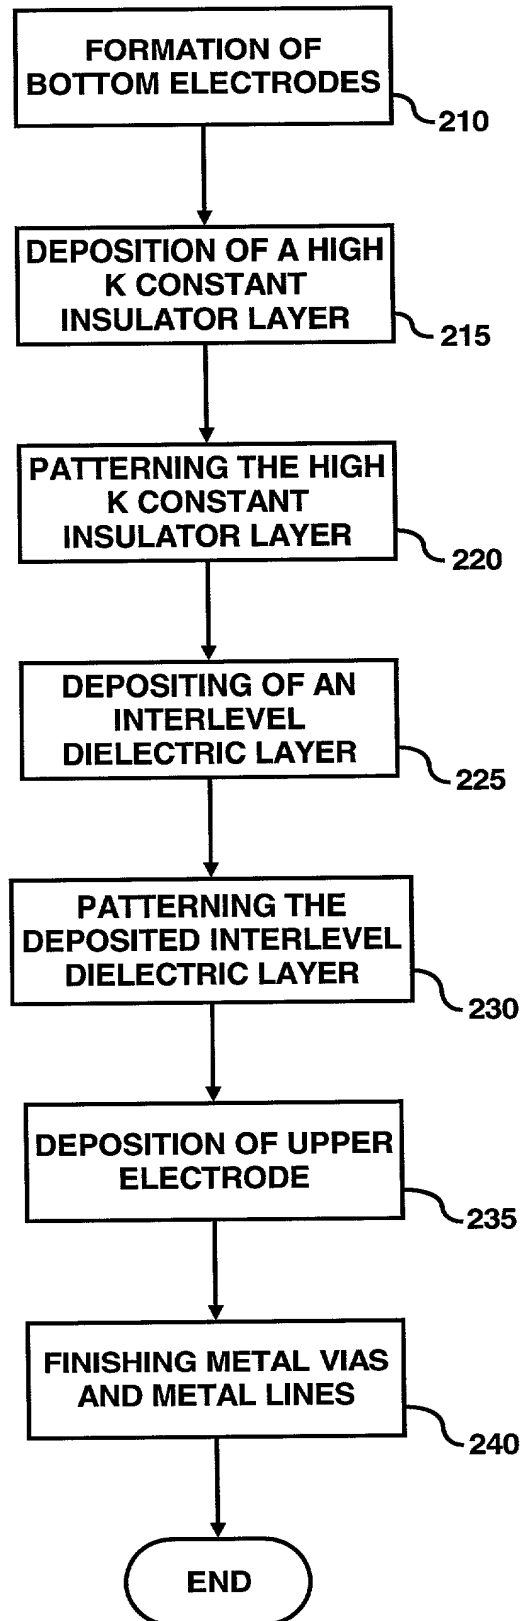 FORMATION OF
BOTTOM ELECTRODES
210
DEPOSITION OF A HIGH
K CONSTANT
INSULATOR LAYER
215
PATTERNING THE HIGH
K CONSTANT
INSULATOR LAYER
220
DEPOSITING OF AN
INTERLEVEL
DIELECTRIC LAYER
225
PATTERNING THE
DEPOSITED INTERLEVEL
DIELECTRIC LAYER
230
DEPOSITION OF UPPER
ELECTRODE
235
FINISHING METAL VIAS
AND METAL LINES
240
END